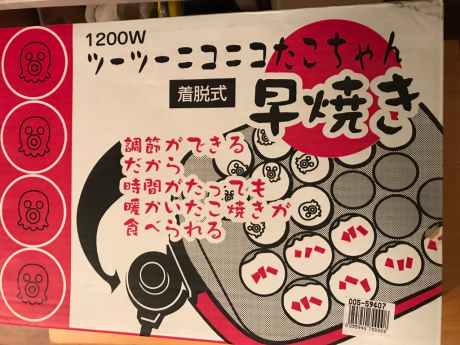 1200W
ツーツーニコニコたこちゃん
着脱式
早焼き
調節ができる
だから
時間がたっても
暖かいたこ焼きが
食べられる
005-59407